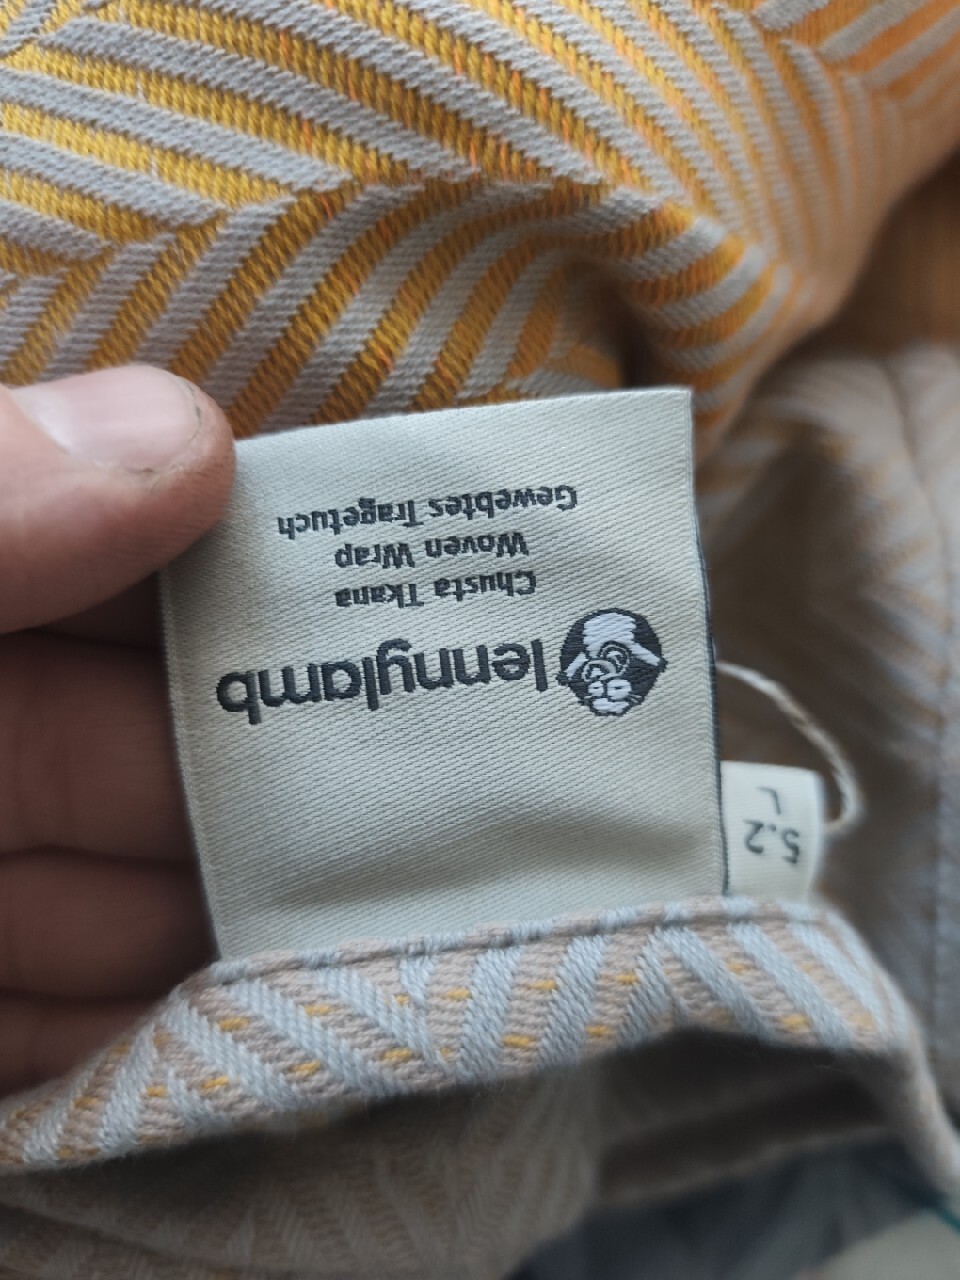 lennylamb
Chusta Tkana
Woven Wrap
Gewebtes Tragetuch
5.2
L